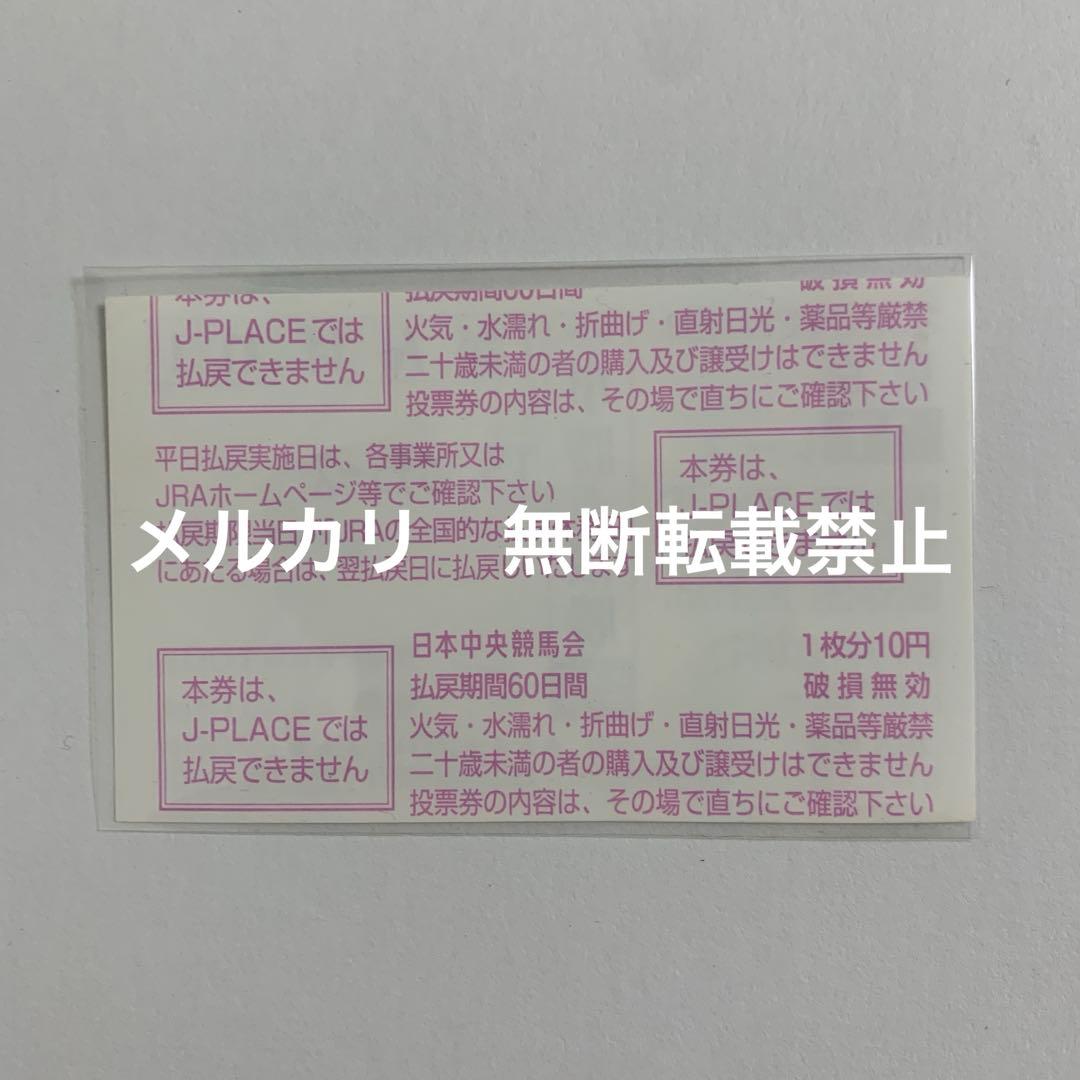 本券は、
J-PLACEでは
払戻できません
払戻期間60日間
破損無効
火気・水濡れ・折曲げ・直射日光・薬品等厳禁
二十歳未満の者の購入及び譲受けはできません
投票券の内容は、その場で直ちにご確認下さい
平日払戻実施日は、各事業所又は
JRAホームページ等でご確認下さい
にあたる場合は、翌払戻日に払戻
本券は、
J-PLACEでは
メルカリ 無断転載禁止
本券は、
J-PLACEでは
払戻できません
日本中央競馬会
1枚分10円
払戻期間60日間
破損無効
火気・水濡れ・折曲げ・直射日光・薬品等厳禁
二十歳未満の者の購入及び譲受けはできません
投票券の内容は、その場で直ちにご確認下さい